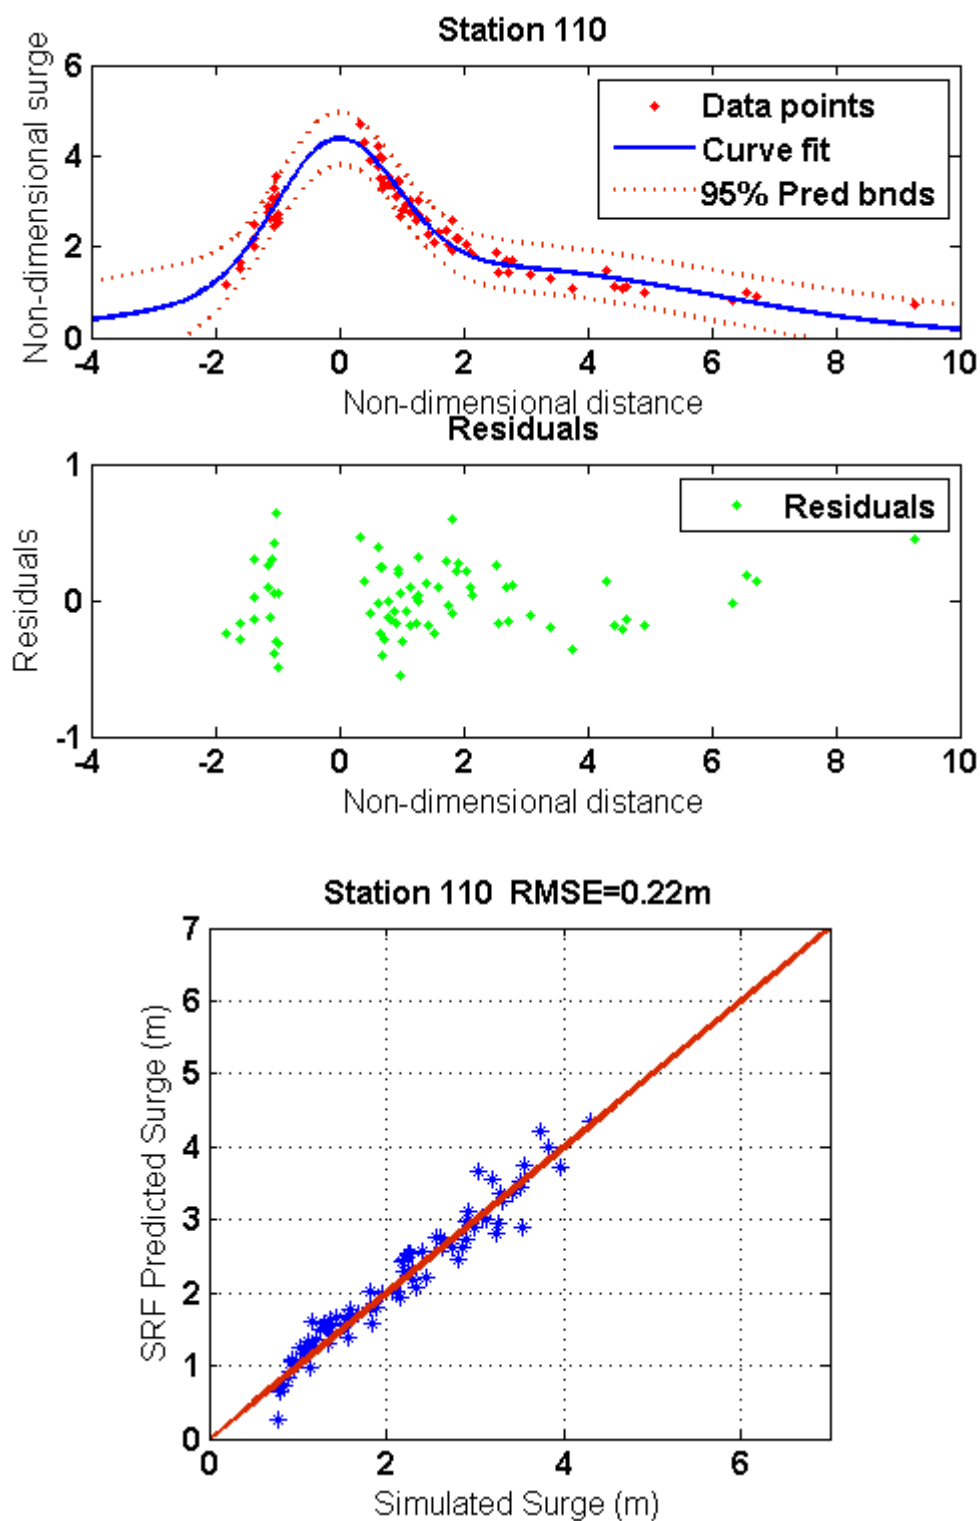 Station 110
Non-dimensional surge
6
4
2
0
Data points
Curve fit
95% Pred bnds
-4 -2 0 2 4 6 8 10
Non-dimensional distance
Residuals
Residuals
1
0
-1
Residuals
-4 -2 0 2 4 6 8 10
Non-dimensional distance
Station 110 RMSE=0.22m
SRF Predicted Surge (m)
7
6
5
4
3
2
1
0
0 2 4 6
Simulated Surge (m)